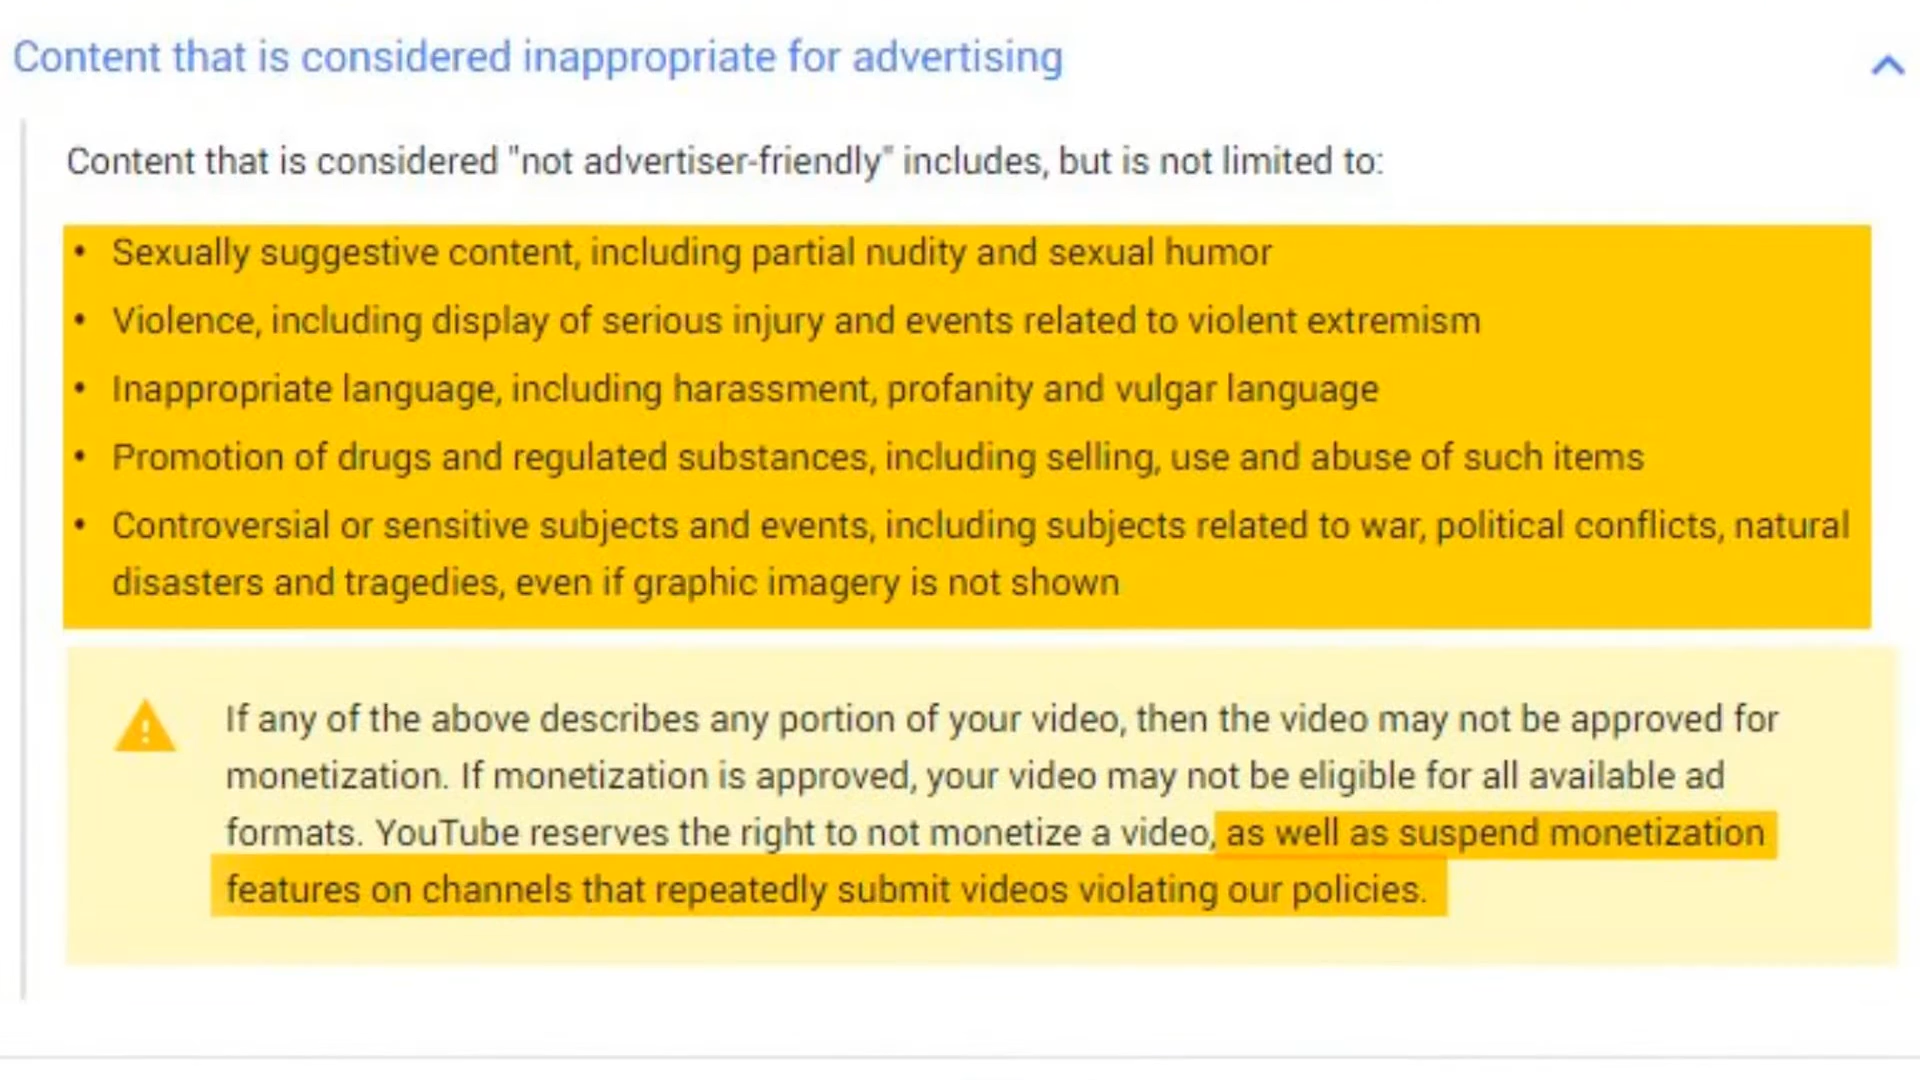 Content that is considered inappropriate for advertising
Content that is considered "not advertiser-friendly" includes, but is not limited to:
• Sexually suggestive content, including partial nudity and sexual humor
• Violence, including display of serious injury and events related to violent extremism
• Inappropriate language, including harassment, profanity and vulgar language
• Promotion of drugs and regulated substances, including selling, use and abuse of such items
• Controversial or sensitive subjects and events, including subjects related to war, political conflicts, natural
disasters and tragedies, even if graphic imagery is not shown
If any of the above describes any portion of your video, then the video may not be approved for
monetization. If monetization is approved, your video may not be eligible for all available ad
formats. YouTube reserves the right to not monetize a video, as well as suspend monetization
features on channels that repeatedly submit videos violating our policies.